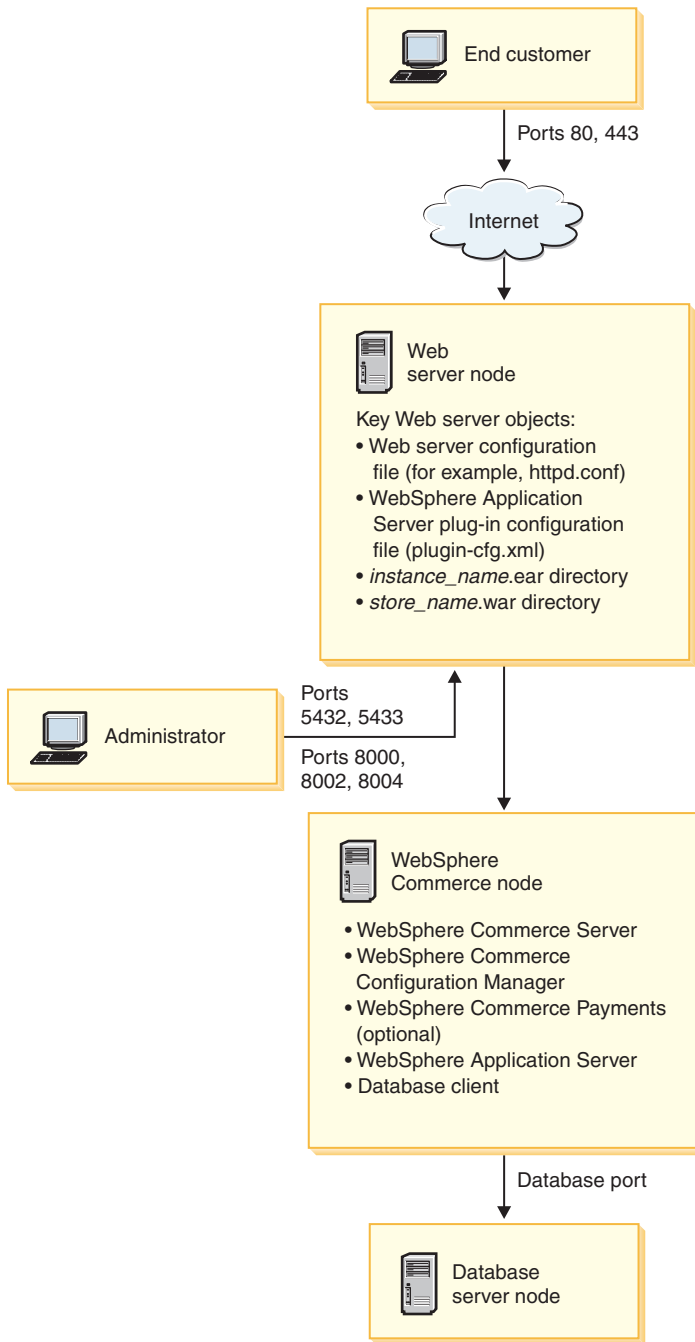 End customer
Ports 80, 443
Internet
Web
server node
Key Web server objects:
• Web server configuration
file (for example, httpd.conf)
• WebSphere Application
Server plug-in configuration
file (plugin-cfg.xml)
• instance_name.ear directory
• store_name.war directory
Administrator
Ports
5432, 5433
Ports 8000,
8002, 8004
WebSphere
Commerce node
• WebSphere Commerce Server
• WebSphere Commerce
Configuration Manager
• WebSphere Commerce Payments
(optional)
• WebSphere Application Server
• Database client
Database port
Database
server node